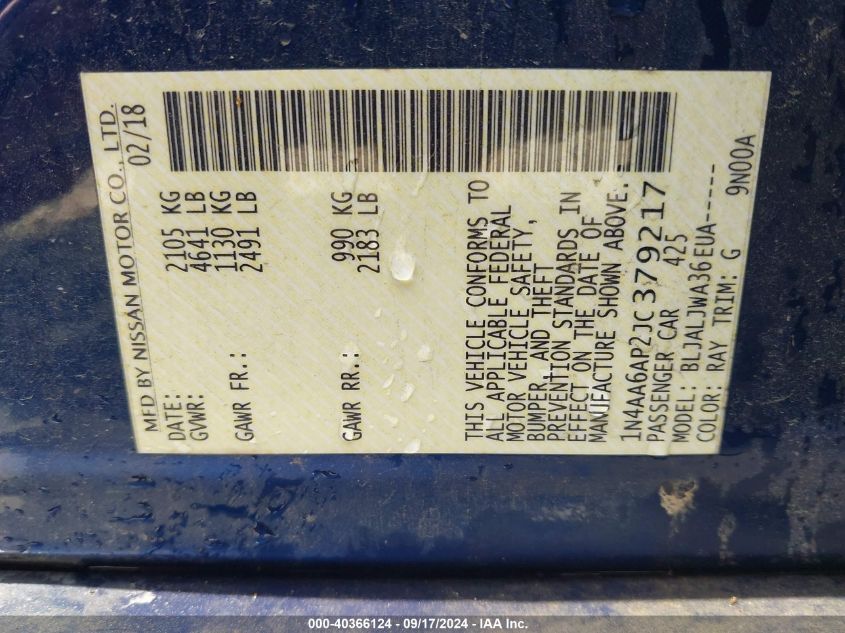 MFD BY NISSAN MOTOR CO., LTD.
DATE: 02/18
GVWR: 2105 KG
4641 LB
GAWR FR.: 1130 KG
2491 LB
GAWR RR.: 990 KG
2183 LB
THIS VEHICLE CONFORMS TO
ALL APPLICABLE FEDERAL
MOTOR VEHICLE SAFETY,
BUMPER, AND THEFT
PREVENTION STANDARDS IN
EFFECT ON THE DATE OF
MANUFACTURE SHOWN ABOVE.
1N4AA6AP2JC379217
PASSENGER CAR 425
MODEL: BLJALJWA36EUA-----
COLOR: RAY TRIM: G 9N00A
000-40366124 - 09/17/2024 - IAA Inc.